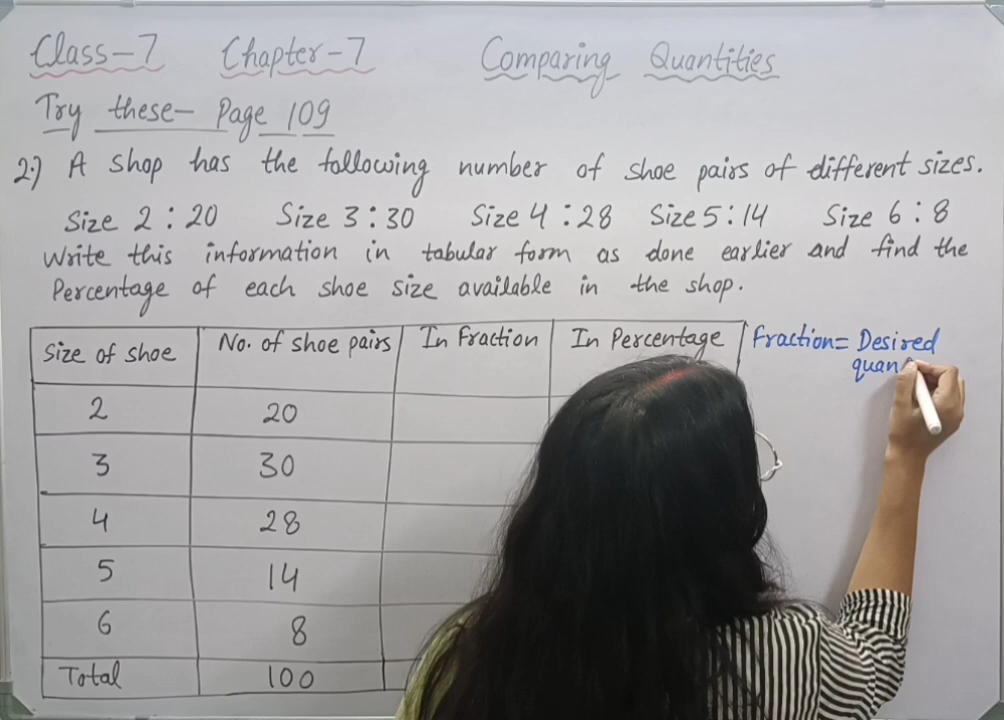 Class-7 Chapter-7 Comparing Quantities
Try these- Page 109
2.) A shop has the following number of shoe pairs of different sizes.
Size 2 : 20 Size 3 : 30 Size 4 : 28 Size 5 : 14 Size 6 : 8
Write this information in tabular form as done earlier and find the
Percentage of each shoe size available in the shop.
Size of shoe No. of shoe pairs In Fraction In Percentage Fraction= Desired
quan
2 20
3 30
4 28
5 14
6 8
Total 100